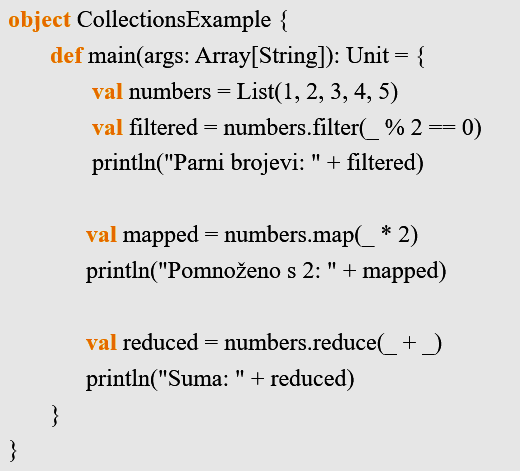 object CollectionsExample {
def main(args: Array[String]): Unit = {
val numbers = List(1, 2, 3, 4, 5)
val filtered = numbers.filter(_ % 2 == 0)
println("Parni brojevi: " + filtered)
val mapped = numbers.map(_ * 2)
println("Pomnoženo s 2: " + mapped)
val reduced = numbers.reduce(_ + _)
println("Suma: " + reduced)
}
}